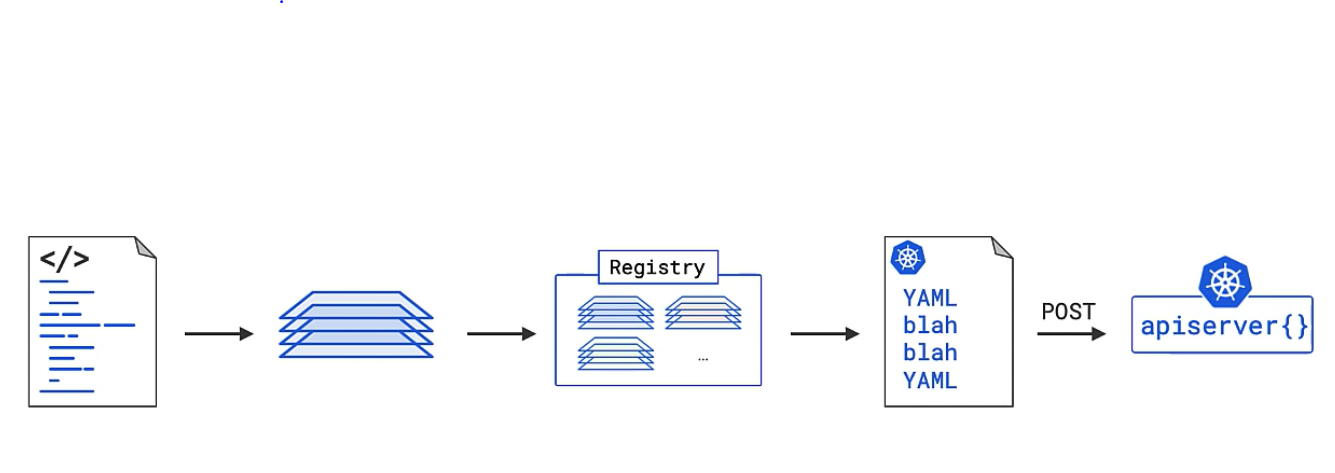 </>
Registry
...
YAML
blah
blah
YAML
POST
apiserver{}